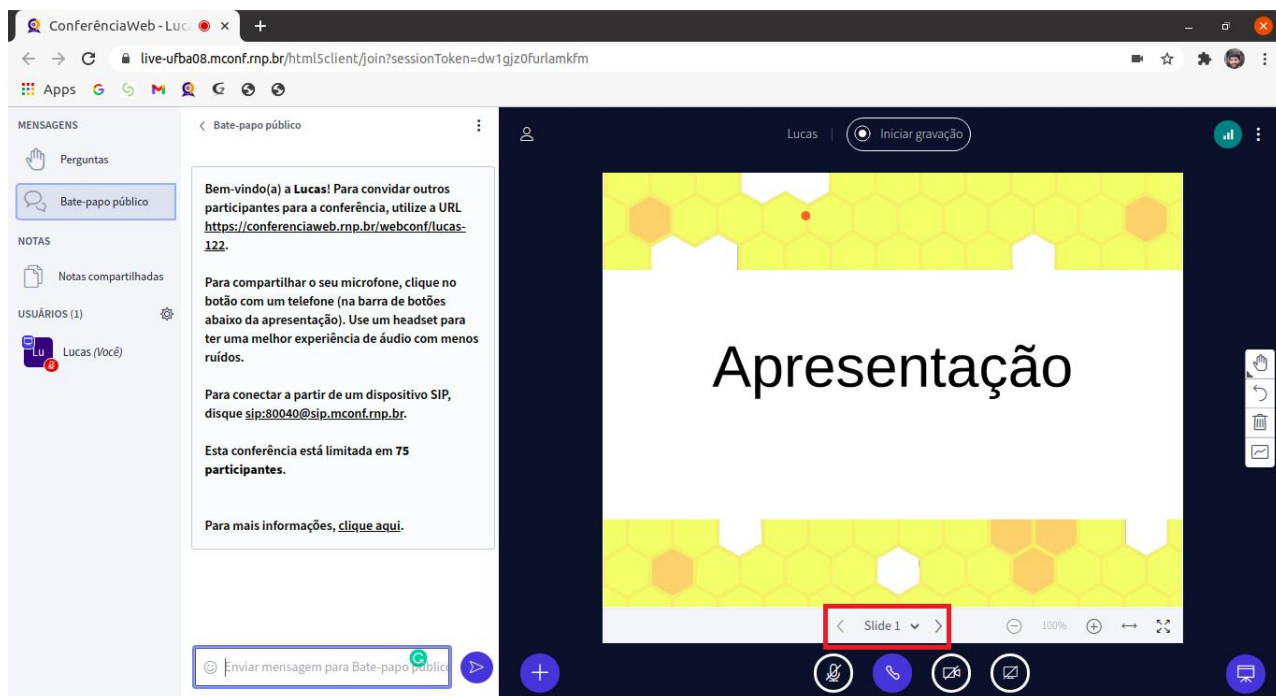 ConferênciaWeb - Luc
live-ufba08.mconf.rnp.br/html5client/join?sessionToken=dw1gjz0furlamkfm
Apps
MENSAGENS
Perguntas
Bate-papo público
NOTAS
Notas compartilhadas
USUÁRIOS (1)
Lu
Lucas (Você)
Bate-papo público
Bem-vindo(a) a Lucas! Para convidar outros
participantes para a conferência, utilize a URL
https://conferenciaweb.rnp.br/webconf/lucas-
122.
Para compartilhar o seu microfone, clique no
botão com um telefone (na barra de botões
abaixo da apresentação). Use um headset para
ter uma melhor experiência de áudio com menos
ruídos.
Para conectar a partir de um dispositivo SIP,
disque sip:80040@sip.mconf.rnp.br.
Esta conferência está limitada em 75
participantes.
Para mais informações, clique aqui.
Enviar mensagem para Bate-papo público
Lucas
Iniciar gravação
Apresentação
Slide 1
100%